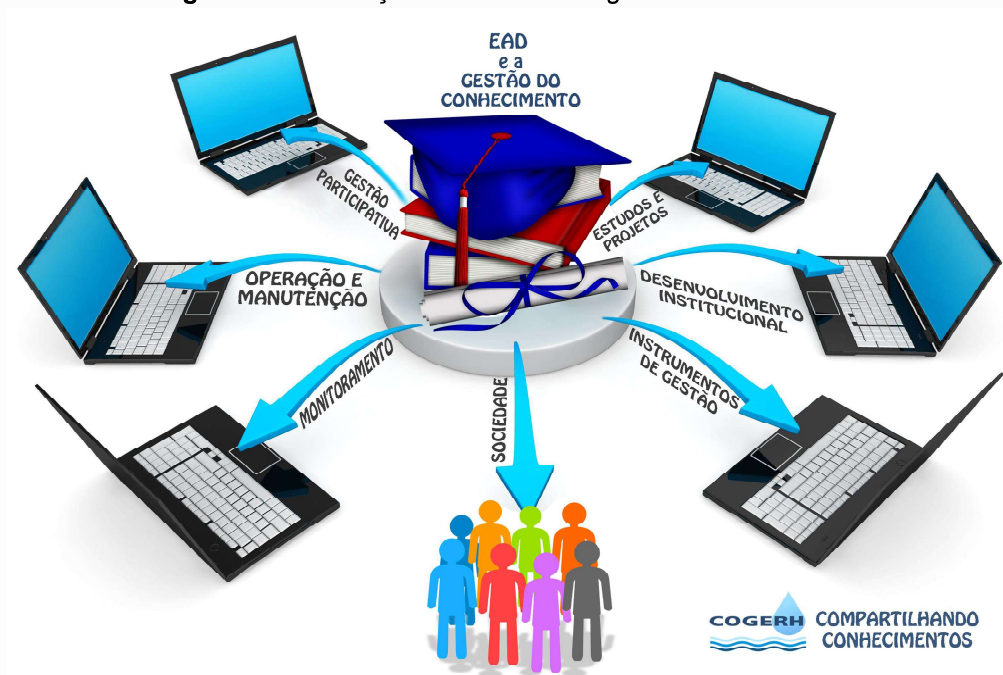 EAD
e a
GESTÃO DO
CONHECIMENTO
GESTÃO
PARTICIPATIVA
ESTUDOS E
PROJETOS
OPERAÇÃO E
MANUTENÇÃO
DESENVOLVIMENTO
INSTITUCIONAL
MONITORAMENTO
SOCIEDADE
INSTRUMENTOS
DE GESTÃO
COGERH
COMPARTILHANDO
CONHECIMENTOS